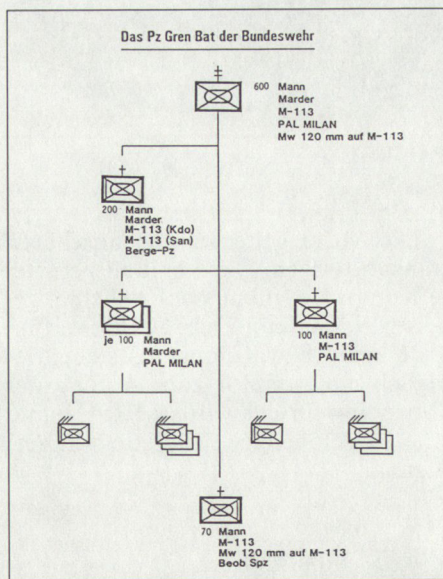 Das Pz Gren Bat der Bundeswehr
600 Mann
Marder
M-113
PAL MILAN
Mw 120 mm auf M-113
200 Mann
Marder
M-113 (Kdo)
M-113 (San)
Berge-Pz
je 100 Mann
Marder
PAL MILAN
100 Mann
M-113
PAL MILAN
70 Mann
M-113
Mw 120 mm auf M-113
Beob Spz